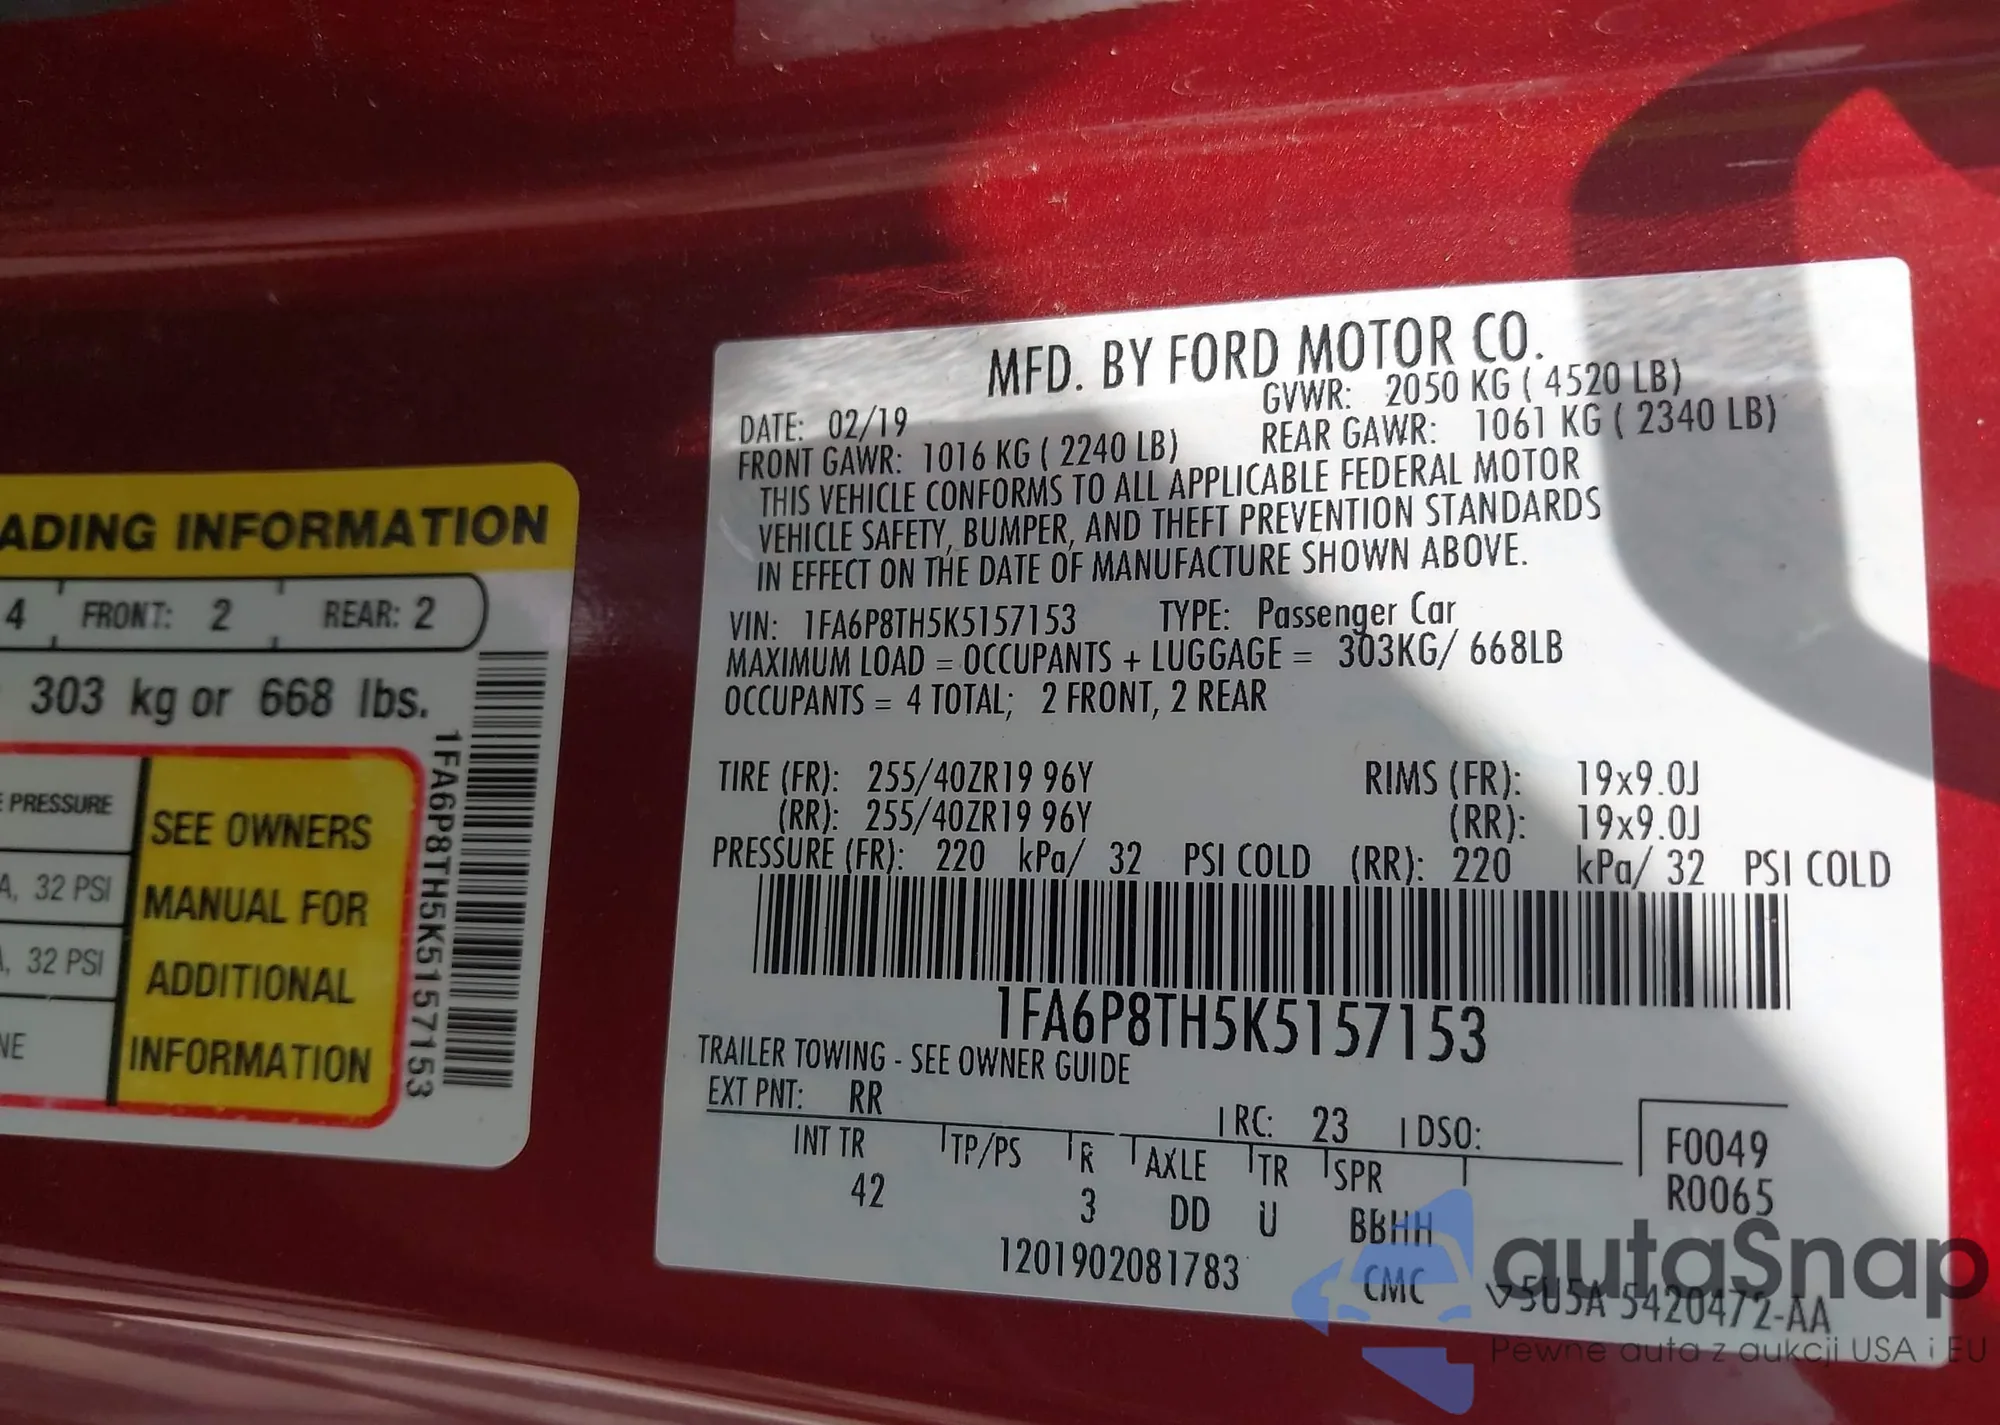 ADING INFORMATION
4 FRONT: 2 REAR: 2
303 kg or 668 lbs.
PRESSURE
32 PSI
32 PSI
SEE OWNERS
MANUAL FOR
ADDITIONAL
INFORMATION
1FA6P8TH5K5157153
MFD. BY FORD MOTOR CO.
DATE: 02/19 GVWR: 2050 KG ( 4520 LB)
FRONT GAWR: 1016 KG ( 2240 LB) REAR GAWR: 1061 KG ( 2340 LB)
THIS VEHICLE CONFORMS TO ALL APPLICABLE FEDERAL MOTOR
VEHICLE SAFETY, BUMPER, AND THEFT PREVENTION STANDARDS
IN EFFECT ON THE DATE OF MANUFACTURE SHOWN ABOVE.
VIN: 1FA6P8TH5K5157153 TYPE: Passenger Car
MAXIMUM LOAD = OCCUPANTS + LUGGAGE = 303KG/ 668LB
OCCUPANTS = 4 TOTAL; 2 FRONT, 2 REAR
TIRE (FR): 255/40ZR19 96Y RIMS (FR): 19x9.0J
(RR): 255/40ZR19 96Y (RR): 19x9.0J
PRESSURE (FR): 220 kPa/ 32 PSI COLD (RR): 220 kPa/ 32 PSI COLD
1FA6P8TH5K5157153
TRAILER TOWING - SEE OWNER GUIDE
EXT PNT: RR RC: 23 DSO: F0049
INT TR TP/PS R AXLE TR SPR R0065
42 3 DD U BBHH
1201902081783 CMC 5U5A 5420472-AA
autoSnap
Pewne auta z aukcji USA i EU